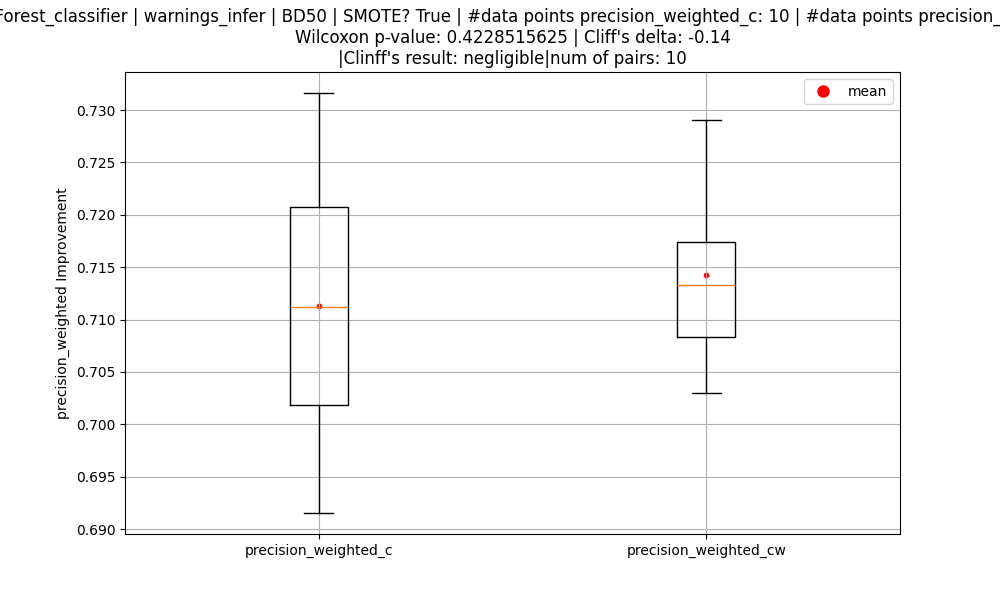 Forest_classifier | warnings_infer | BD50 | SMOTE? True | #data points precision_weighted_c: 10 | #data points precision_
Wilcoxon p-value: 0.4228515625 | Cliff's delta: -0.14
|Clinff's result: negligible|num of pairs: 10
mean
0.730
0.725
0.720
0.715
0.710
0.705
0.700
0.695
0.690
precision_weighted Improvement
precision_weighted_c
precision_weighted_cw